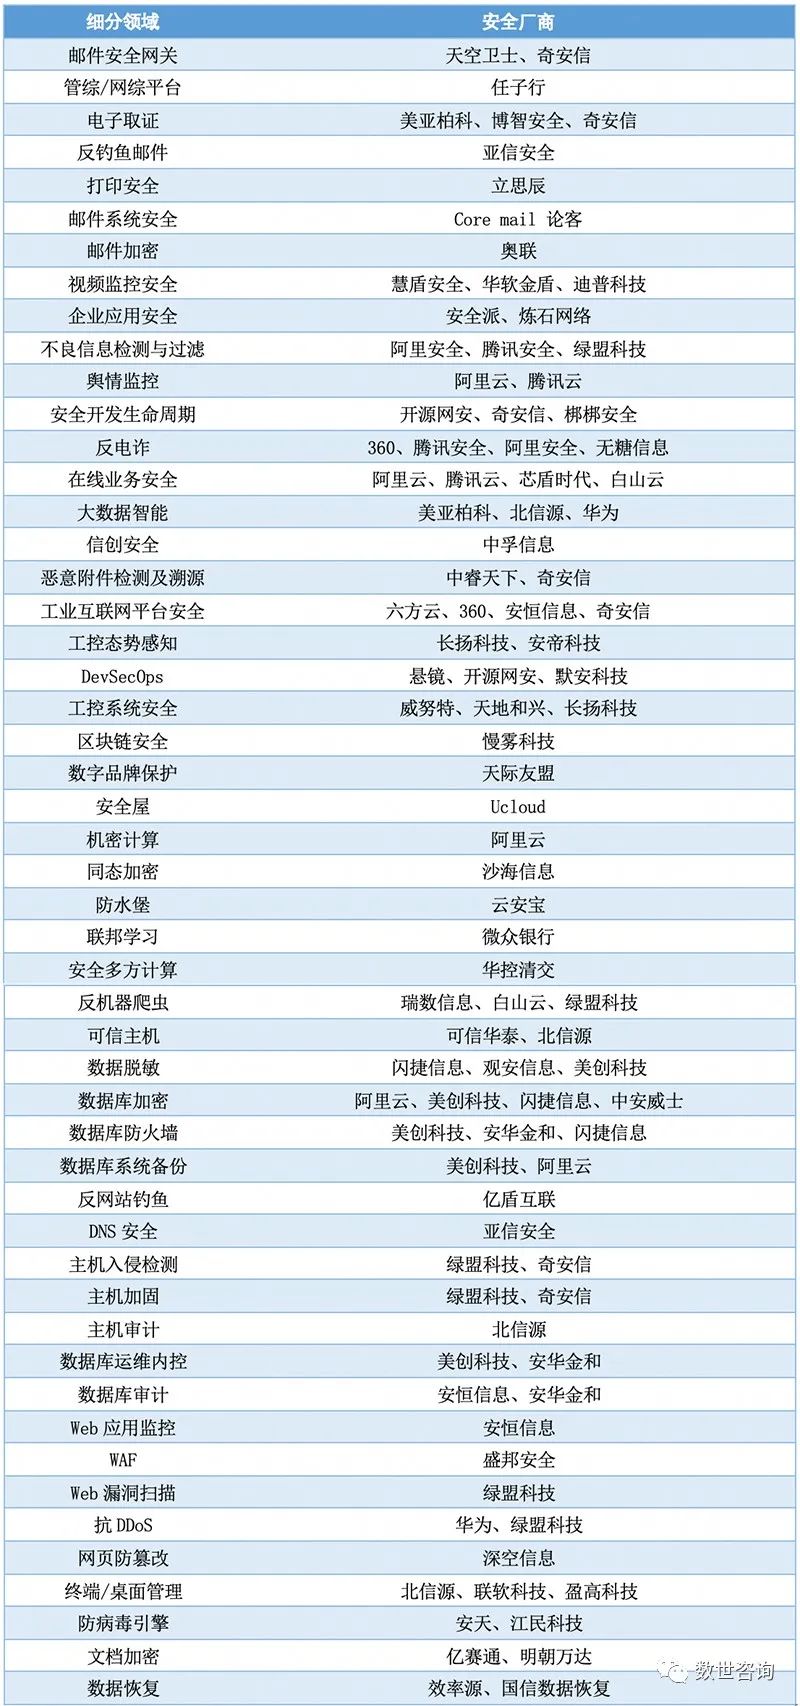 细分领域 安全厂商
邮件安全网关 天空卫士、奇安信
管综/网综平台 任子行
电子取证 美亚柏科、博智安全、奇安信
反钓鱼邮件 亚信安全
打印安全 立思辰
邮件系统安全 Core mail 论客
邮件加密 奥联
视频监控安全 慧盾安全、华软金盾、迪普科技
企业应用安全 安全派、炼石网络
不良信息检测与过滤 阿里安全、腾讯安全、绿盟科技
舆情监控 阿里云、腾讯云
安全开发生命周期 开源网安、奇安信、梆梆安全
反电诈 360、腾讯安全、阿里安全、无糖信息
在线业务安全 阿里云、腾讯云、芯盾时代、白山云
大数据智能 美亚柏科、北信源、华为
信创安全 中孚信息
恶意附件检测及溯源 中睿天下、奇安信
工业互联网平台安全 六方云、360、安恒信息、奇安信
工控态势感知 长扬科技、安帝科技
DevSecOps 悬镜、开源网安、默安科技
工控系统安全 威努特、天地和兴、长扬科技
区块链安全 慢雾科技
数字品牌保护 天际友盟
安全屋 Ucloud
机密计算 阿里云
同态加密 沙海信息
防水堡 云安宝
联邦学习 微众银行
安全多方计算 华控清交
反机器爬虫 瑞数信息、白山云、绿盟科技
可信主机 可信华泰、北信源
数据脱敏 闪捷信息、观安信息、美创科技
数据库加密 阿里云、美创科技、闪捷信息、中安威士
数据库防火墙 美创科技、安华金和、闪捷信息
数据库系统备份 美创科技、阿里云
反网站钓鱼 亿盾互联
DNS 安全 亚信安全
主机入侵检测 绿盟科技、奇安信
主机加固 绿盟科技、奇安信
主机审计 北信源
数据库运维内控 美创科技、安华金和
数据库审计 安恒信息、安华金和
Web 应用监控 安恒信息
WAF 盛邦安全
Web 漏洞扫描 绿盟科技
抗 DDoS 华为、绿盟科技
网页防篡改 深空信息
终端/桌面管理 北信源、联软科技、盈高科技
防病毒引擎 安天、江民科技
文档加密 亿赛通、明朝万达
数据恢复 效率源、国信数据恢复
数世咨询